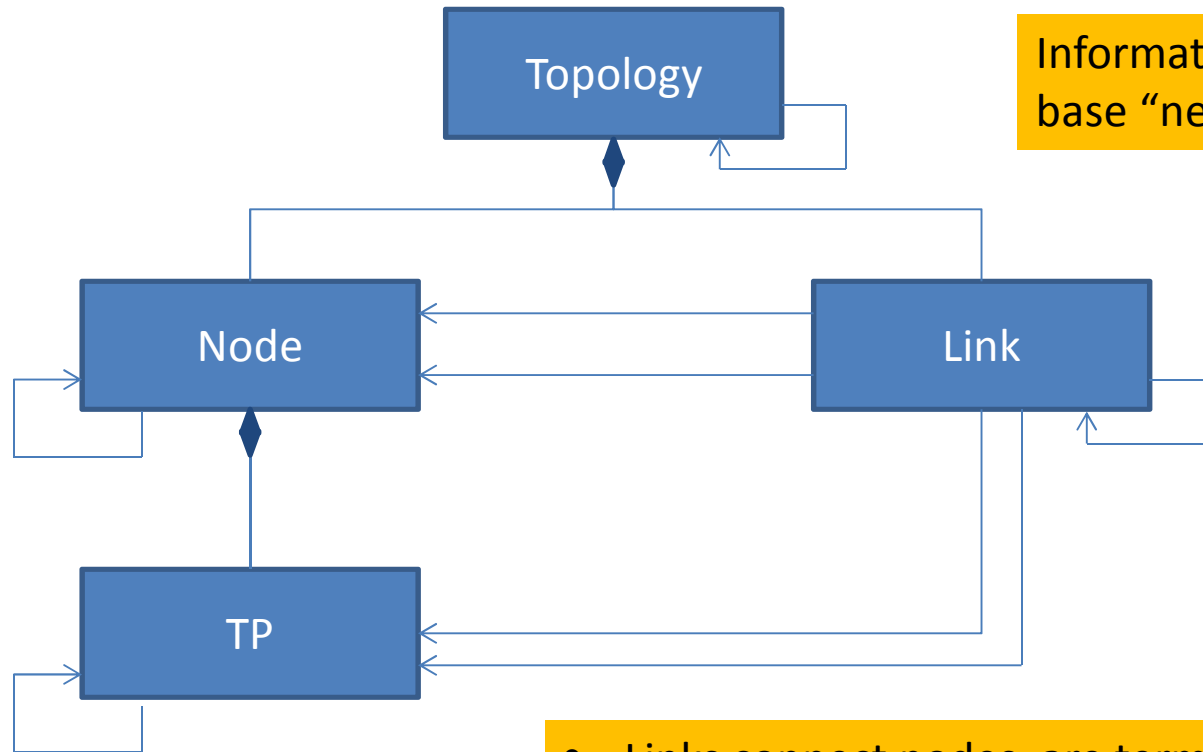 Topology
Informat
base “ne
Node
Link
TP
• Links connect nodes, are term